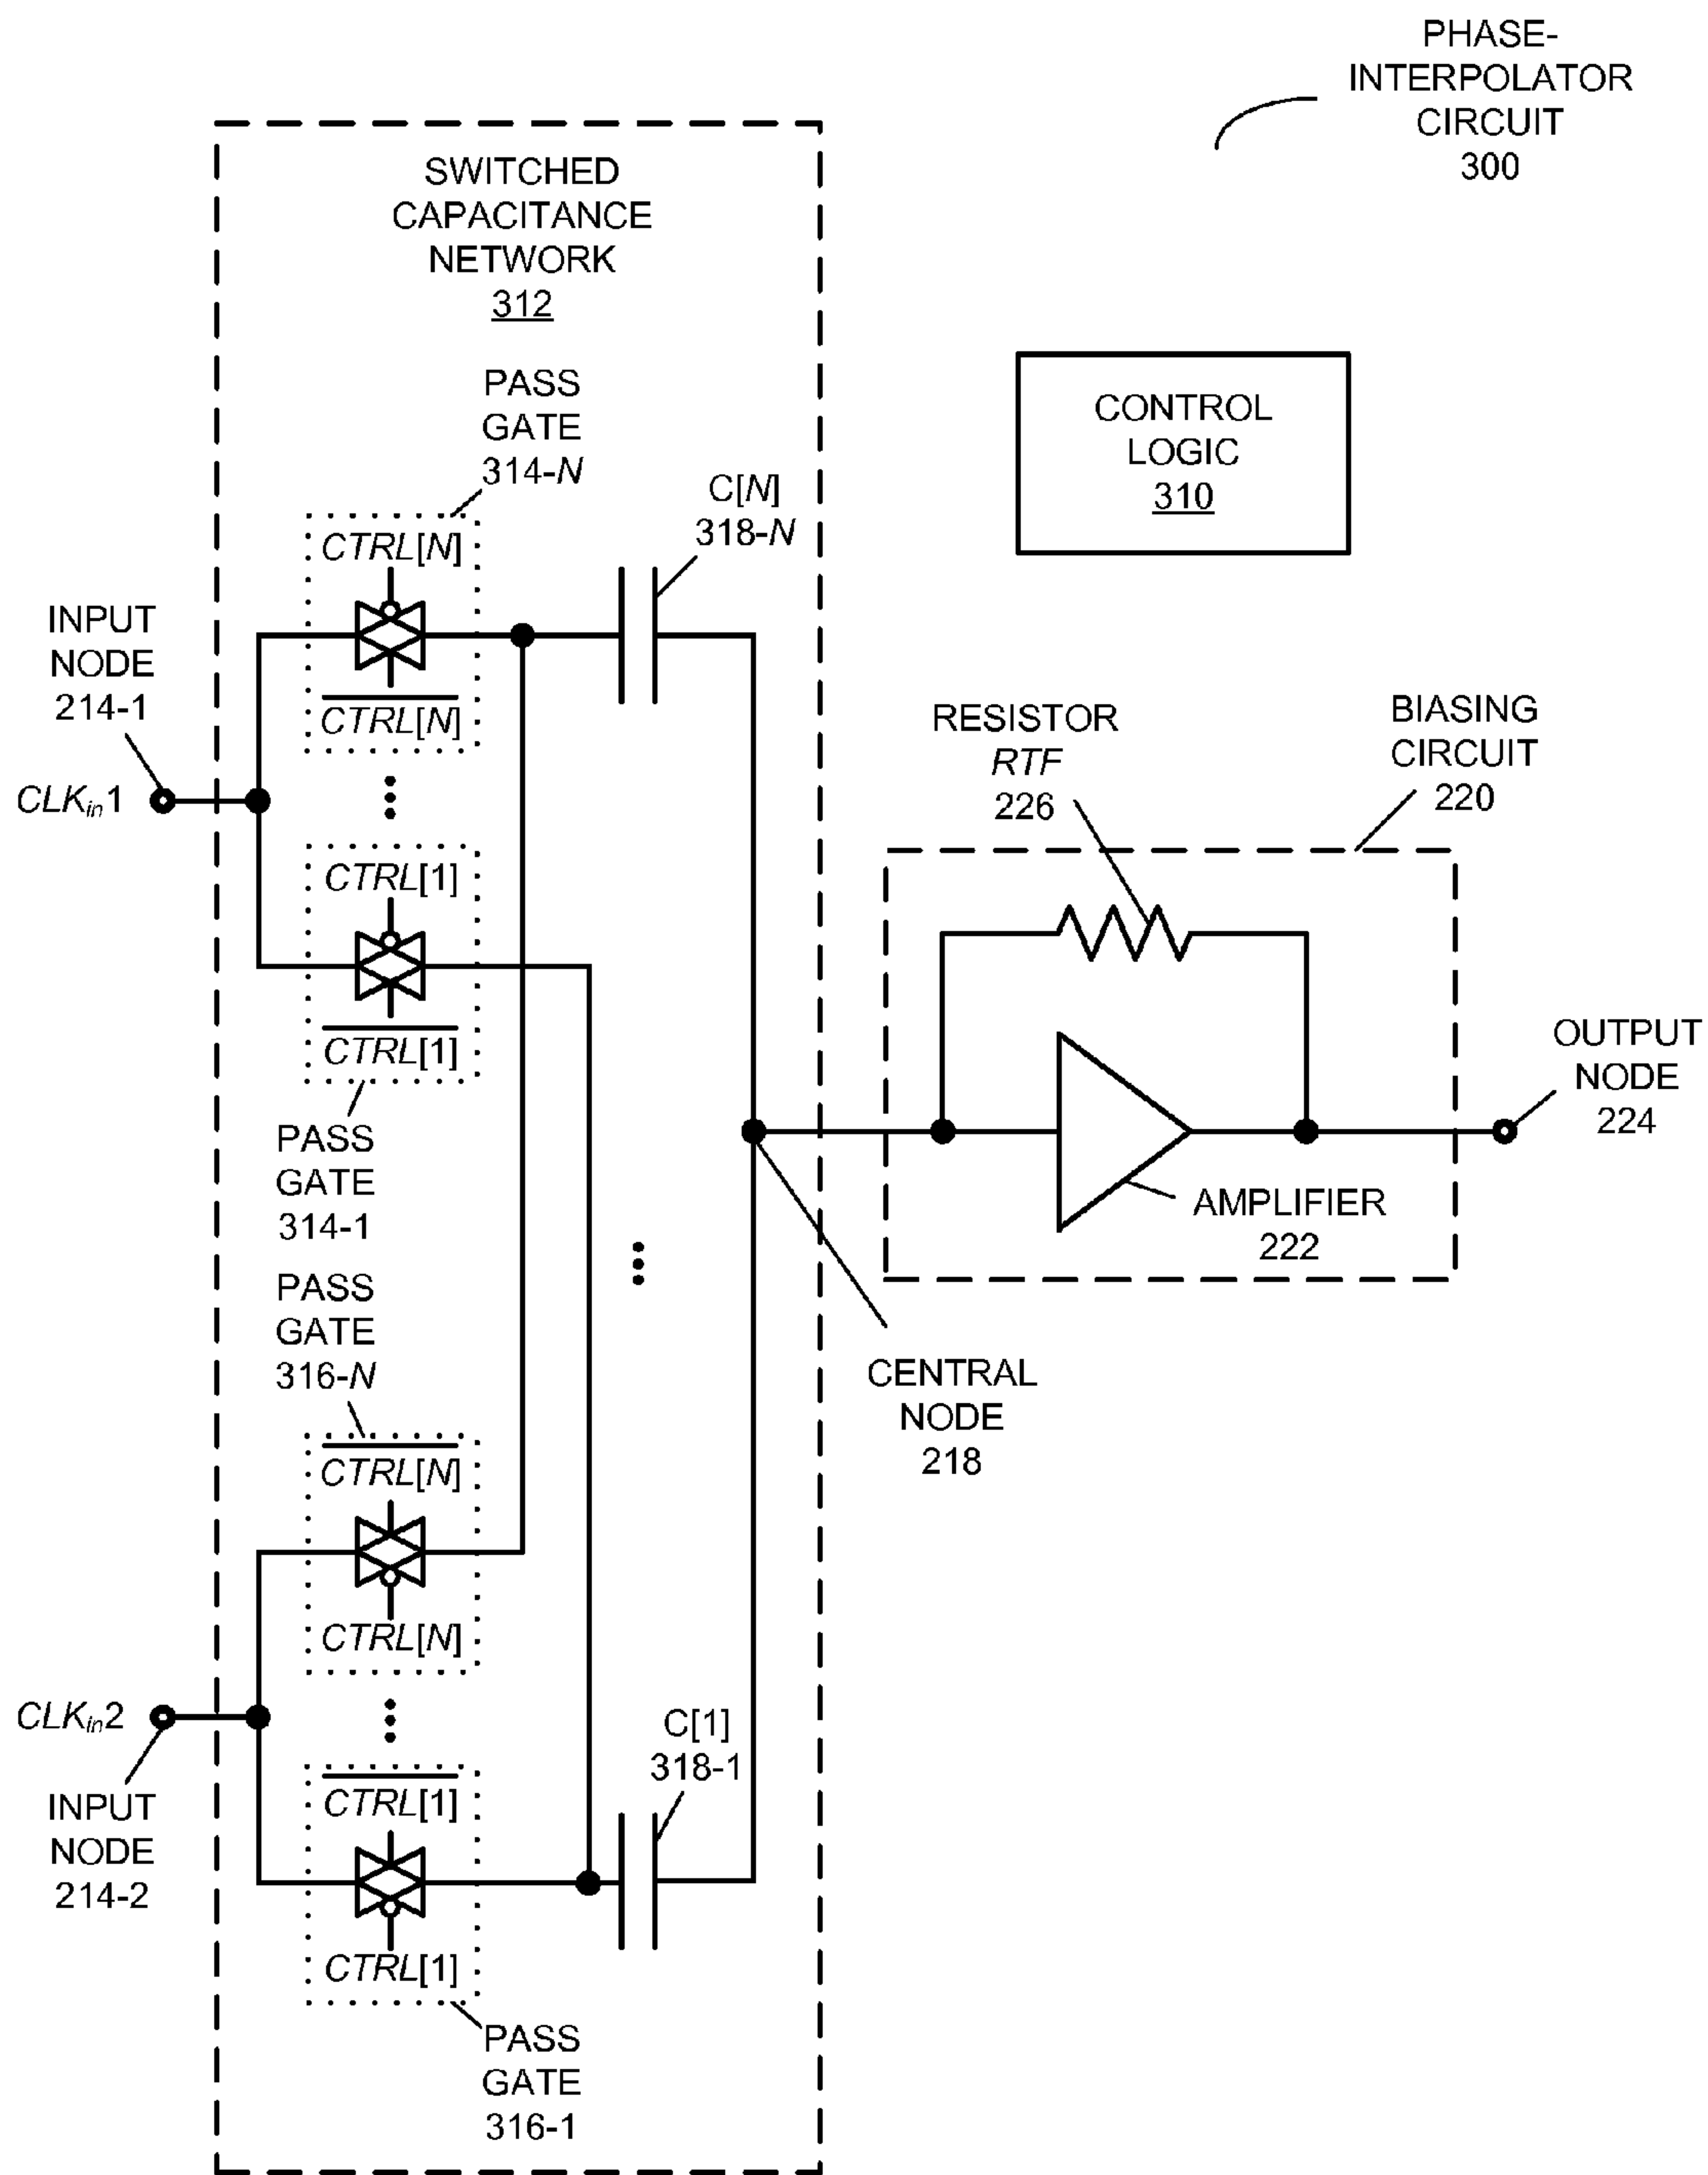 PHASE-
INTERPOLATOR
CIRCUIT
300
SWITCHED
CAPACITANCE
NETWORK
312
CONTROL
LOGIC
310
PASS
GATE
314-N
C[N]
318-N
CTRL[N]
CTRL[N]
INPUT
NODE
214-1
CLKin1
CTRL[1]
CTRL[1]
PASS
GATE
314-1
RESISTOR
RTF
226
BIASING
CIRCUIT
220
OUTPUT
NODE
224
AMPLIFIER
222
CENTRAL
NODE
218
PASS
GATE
316-N
CTRL[N]
CTRL[N]
CLKin2
INPUT
NODE
214-2
C[1]
318-1
CTRL[1]
CTRL[1]
PASS
GATE
316-1